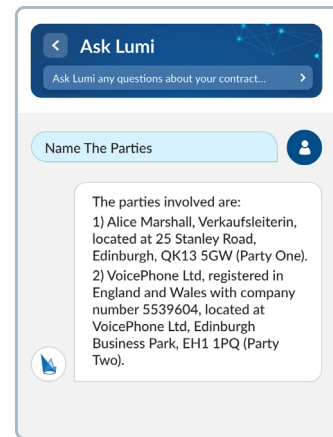 Ask Lumi
Ask Lumi any questions about your contract...
Name The Parties
The parties involved are:
1) Alice Marshall, Verkaufsleiterin,
located at 25 Stanley Road,
Edinburgh, QK13 5GW (Party One).
2) VoicePhone Ltd, registered in
England and Wales with company
number 5539604, located at
VoicePhone Ltd, Edinburgh
Business Park, EH1 1PQ (Party
Two).